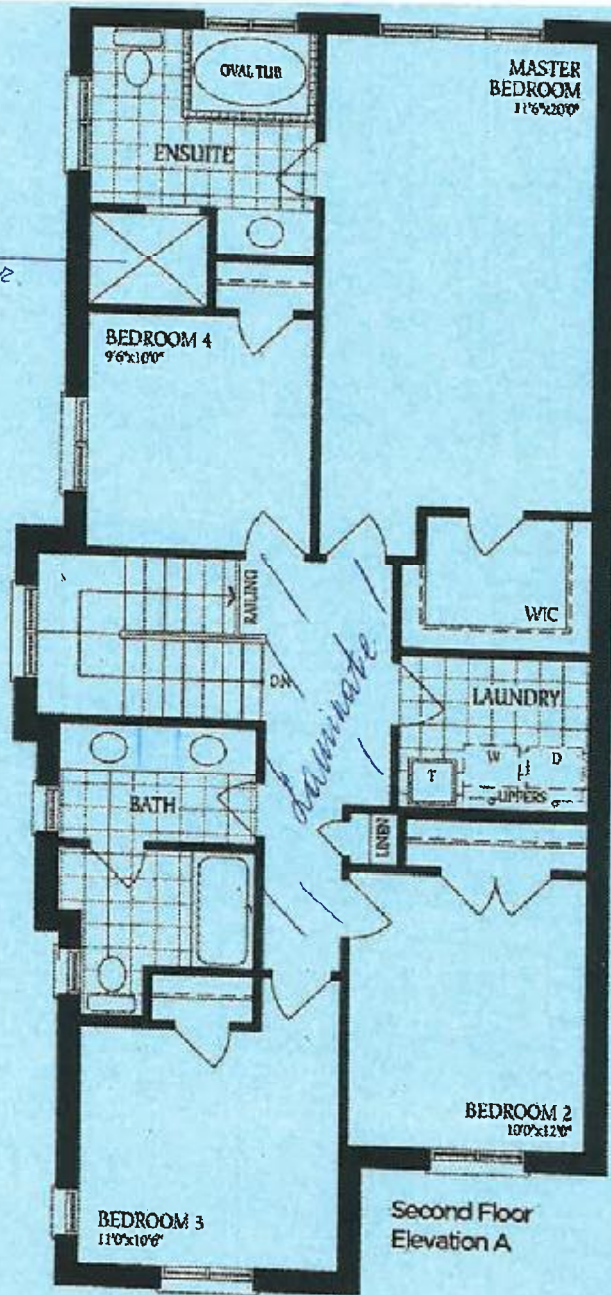 OVAL TUB
MASTER
BEDROOM
11'6"x20'0"
ENSUITE
BEDROOM 4
9'6"x10'0"
RAILING
WIC
DN
Laminate
LAUNDRY
W
D
T
UPPERS
BATH
LINEN
BEDROOM 2
10'0"x12'0"
BEDROOM 3
11'0"x10'6"
Second Floor
Elevation A